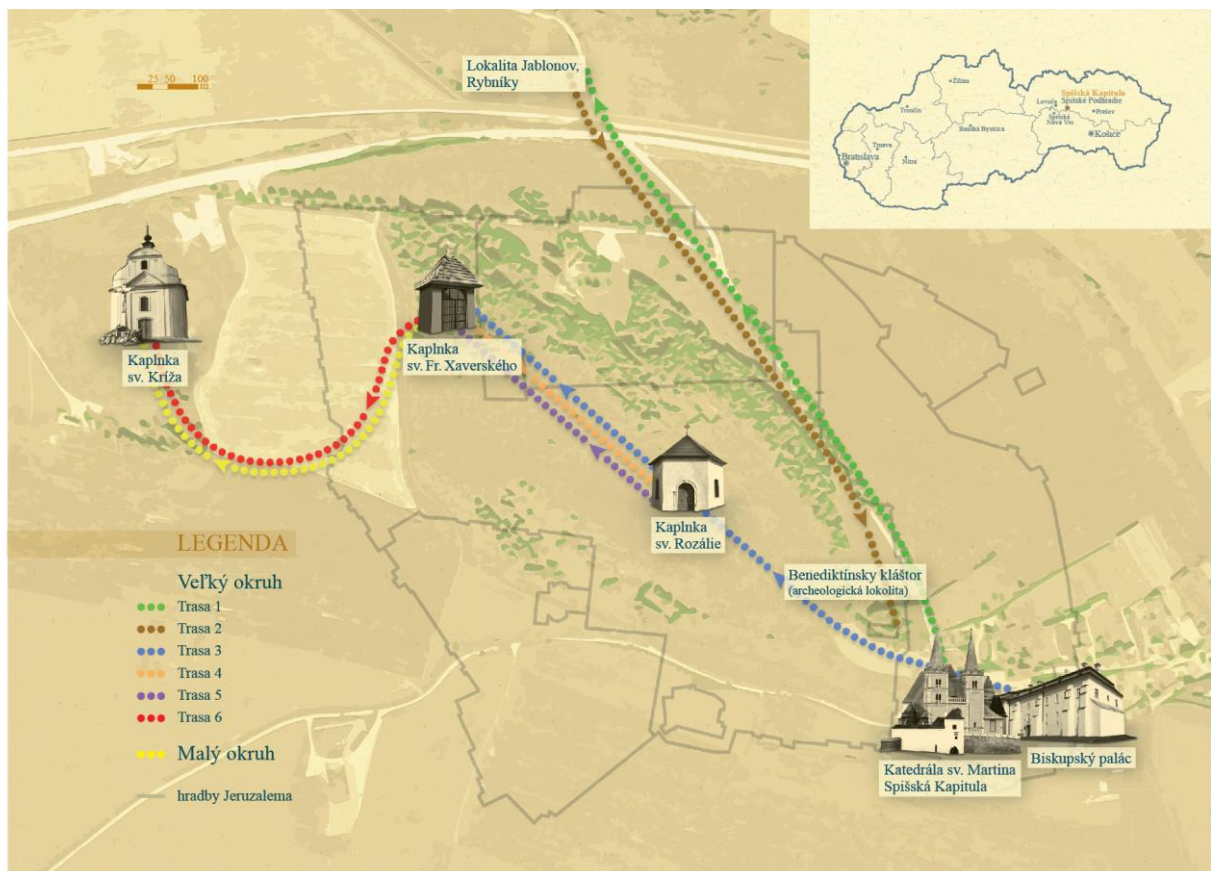 25 50 100
m
Lokalita Jablonov,
Rybníky
Žilina
Trenčín
Trnava
Bratislava
Nitra
Banská Bystrica
Spišská Kapitula
Spišské Podhradie
Levoča
Spišská
Nová Ves
Prešov
Košice
Kaplnka
sv. Kríža
Kaplnka
sv. Fr. Xaverského
Kaplnka
sv. Rozálie
Benediktínsky kláštor
(archeologická lokolita)
Katedrála sv. Martina
Spišská Kapitula
Biskupský palác
LEGENDA
Veľký okruh
Trasa 1
Trasa 2
Trasa 3
Trasa 4
Trasa 5
Trasa 6
Malý okruh
hradby Jeruzalema